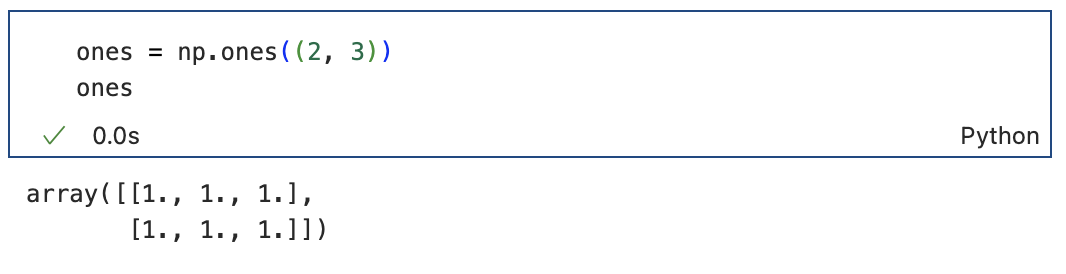 ones = np.ones((2, 3))
ones
0.0s Python
array([[1., 1., 1.],
       [1., 1., 1.]])